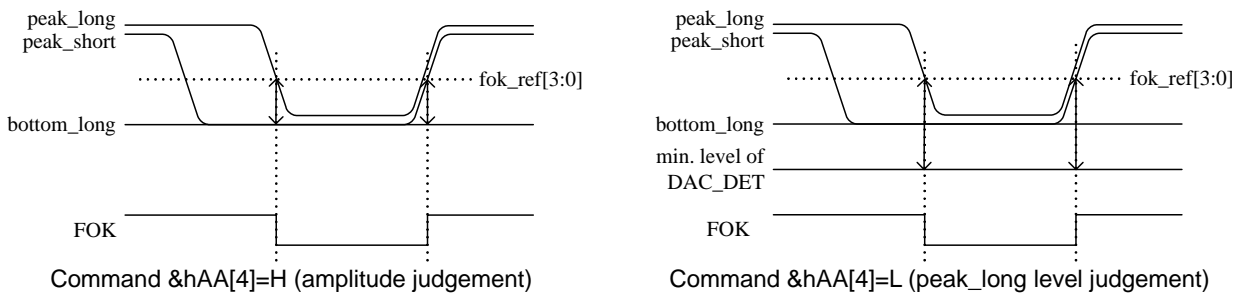 peak_long
peak_short
fok_ref[3:0]
bottom_long
FOK
Command &hAA[4]=H (amplitude judgement)
peak_long
peak_short
fok_ref[3:0]
bottom_long
min. level of
DAC_DET
FOK
Command &hAA[4]=L (peak_long level judgement)